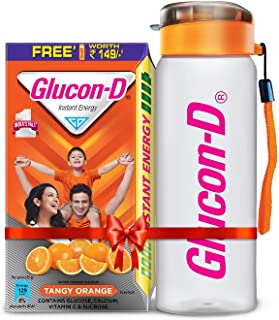 FREE* WORTH
₹ 149/-*
Glucon-D®
Instant Energy
INSTANT ENERGY
TANGY ORANGE
CONTAINS GLUCOSE, CALCIUM,
VITAMIN C & SUCROSE
Glucon-D®